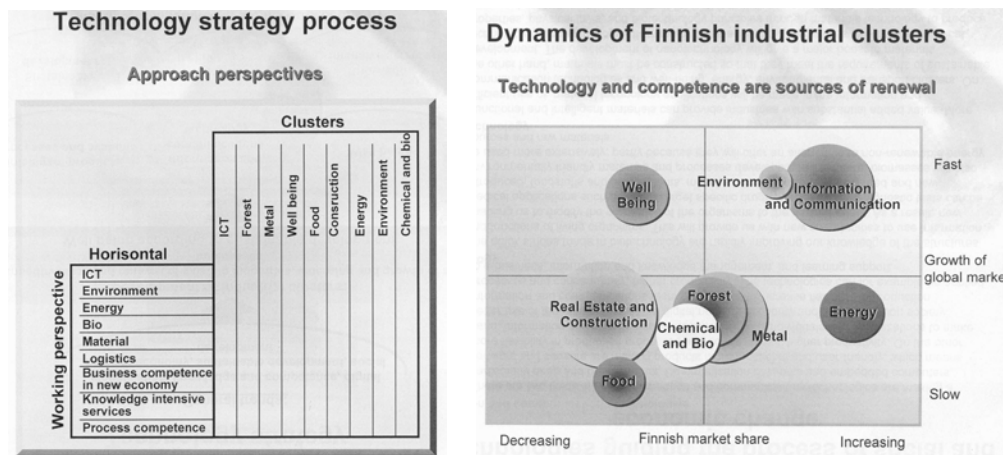 Technology strategy process
Approach perspectives
Clusters
ICT
Forest
Metal
Well being
Food
Construction
Energy
Environment
Chemical and bio
Horisontal
Working perspective
ICT
Environment
Energy
Bio
Material
Logistics
Business competence
in new economy
Knowledge intensive
services
Process competence
Dynamics of Finnish industrial clusters
Technology and competence are sources of renewal
Fast
Well
Being
Environment
Information
and Communication
Growth of
global market
Real Estate and
Construction
Forest
Chemical
and Bio
Metal
Energy
Food
Slow
Decreasing
Finnish market share
Increasing